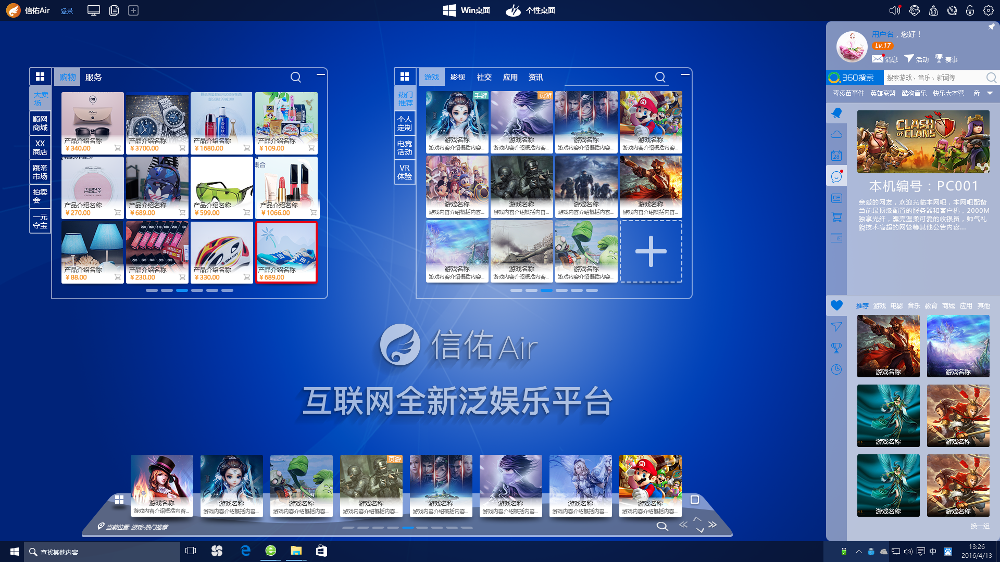 信佑Air 登录
Win桌面 个性桌面
用户名，您好！
Lv.17
消息 活动 赛事
360搜索 搜索游戏、音乐、新闻等
毒疫苗事件 英雄联盟 酷狗音乐 快乐大本营 奇...
购物 服务
大卖场
顺网商城
XX商店
跳蚤市场
拍卖会
一元夺宝
产品介绍名称 产品介绍名称 产品介绍名称 产品介绍名称
¥340.00 ¥3700.00 ¥1680.00 ¥109.00
TONYMOLY
TONY MOLY
集合
产品介绍名称 产品介绍名称 产品介绍名称 产品介绍名称
¥270.00 ¥689.00 ¥599.00 ¥1066.00
产品介绍名称 产品介绍名称 产品介绍名称 产品介绍名称
¥88.00 ¥230.00 ¥330.00 ¥689.00
游戏 影视 社交 应用 资讯
热门推荐
个人定制
电竞活动
VR体验
手游 页游
游戏名称 游戏名称 游戏名称 游戏名称
游戏内容介绍概括内容... 游戏内容介绍概括内容... 游戏内容介绍概括内容... 游戏内容介绍概括内容...
游戏名称 游戏名称 游戏名称 游戏名称
游戏内容介绍概括内容... 游戏内容介绍概括内容... 游戏内容介绍概括内容... 游戏内容介绍概括内容...
游戏名称 游戏名称 游戏名称
游戏内容介绍概括内容... 游戏内容介绍概括内容... 游戏内容介绍概括内容...
信佑Air
互联网全新泛娱乐平台
28
CLASH OF CLANS
本机编号：PC001
亲爱的网友，欢迎光临本网吧，本网吧配备
当前最顶级配置的服务器和客户机，2000M
独享光纤，漂亮温柔可爱的收银员，帅气礼
貌技术高超的网管等其他公告内容...
推荐 游戏 电影 音乐 教育 商城 应用 其他
游戏名称 游戏名称
游戏名称 游戏名称
游戏名称 游戏名称
换一组
页游
游戏名称 游戏名称 游戏名称 游戏名称 游戏名称 游戏名称 游戏名称 游戏名称
游戏内容介绍概括内容... 游戏内容介绍概括内容... 游戏内容介绍概括内容... 游戏内容介绍概括内容... 游戏内容介绍概括内容... 游戏内容介绍概括内容... 游戏内容介绍概括内容... 游戏内容介绍概括内容...
当前位置: 游戏-热门推荐
查找其他内容
中
13:26
2016/4/13